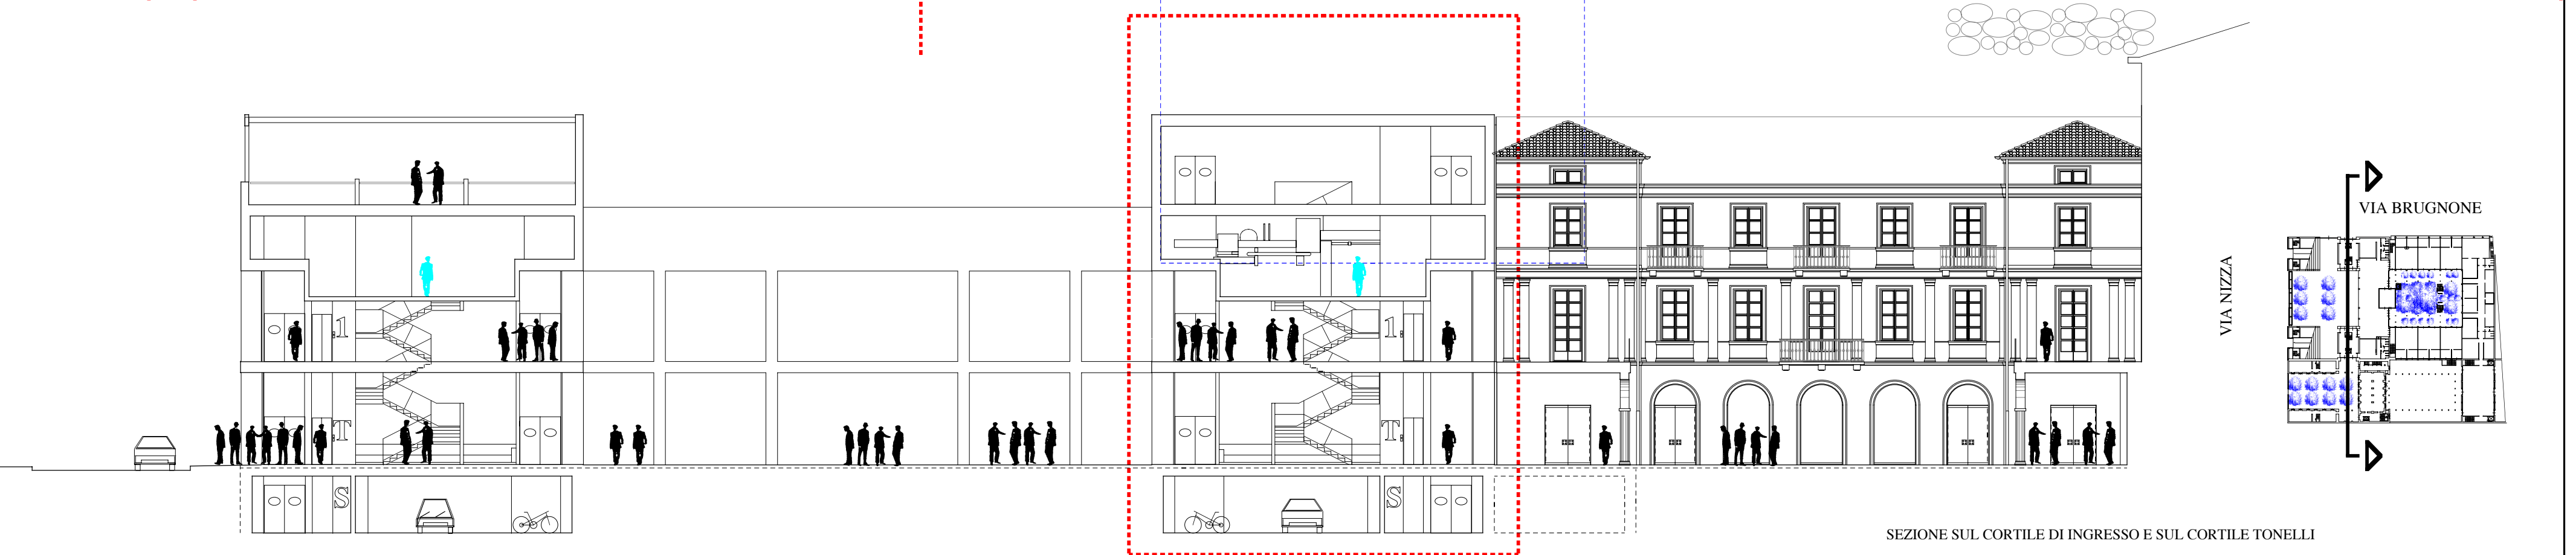 VIA BRUGNONE
VIA NIZZA
1
1
T
T
S
S
SEZIONE SUL CORTILE DI INGRESSO E SUL CORTILE TONELLI